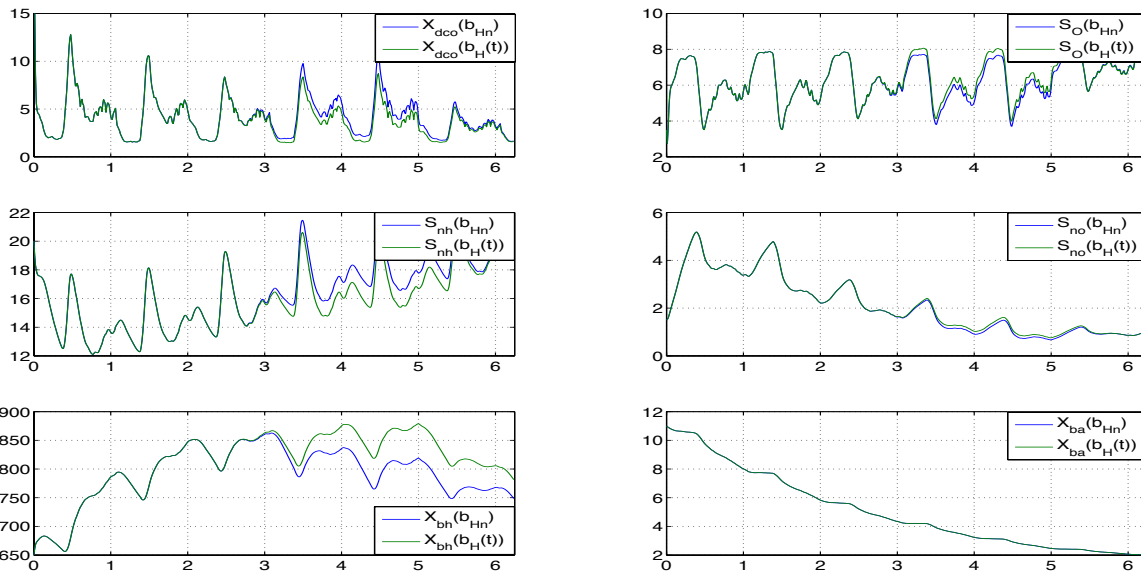 15
10
5
0
0 1 2 3 4 5 6
X_dco(b_Hn)
X_dco(b_H(t))
10
8
6
4
2
0 1 2 3 4 5 6
S_O(b_Hn)
S_O(b_H(t))
22
20
18
16
14
12
0 1 2 3 4 5 6
S_nh(b_Hn)
S_nh(b_H(t))
6
4
2
0
0 1 2 3 4 5 6
S_no(b_Hn)
S_no(b_H(t))
900
850
800
750
700
650
0 1 2 3 4 5 6
X_bh(b_Hn)
X_bh(b_H(t))
12
10
8
6
4
2
0 1 2 3 4 5 6
X_ba(b_Hn)
X_ba(b_H(t))